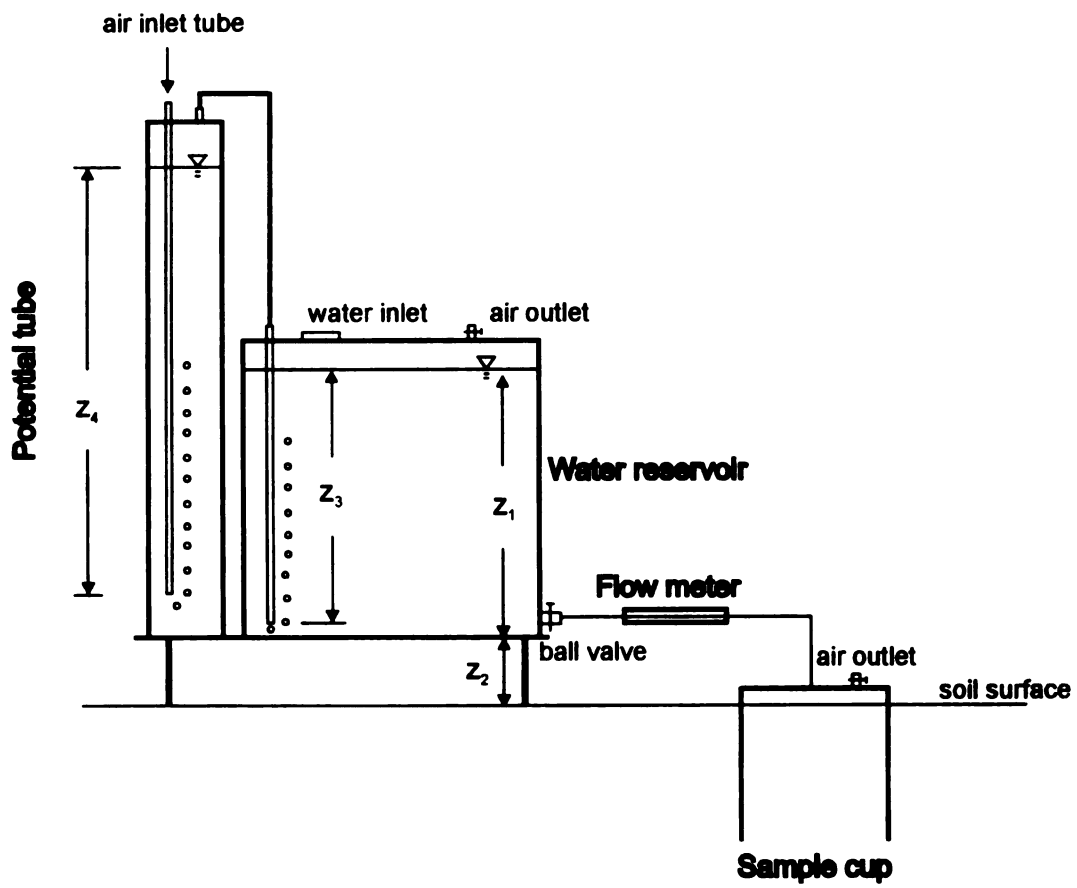 air inlet tube
Potential tube
Z₄
water inlet
air outlet
Z₃
Z₁
Water reservoir
Flow meter
ball valve
Z₂
air outlet
soil surface
Sample cup